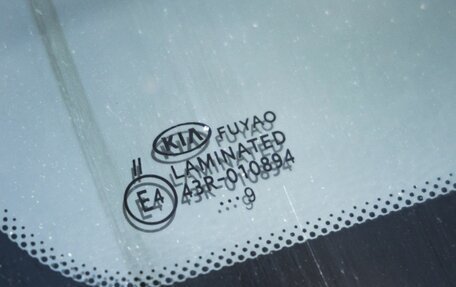 KIA FUYAO
LAMINATED
II
E4 43R-010894
....9